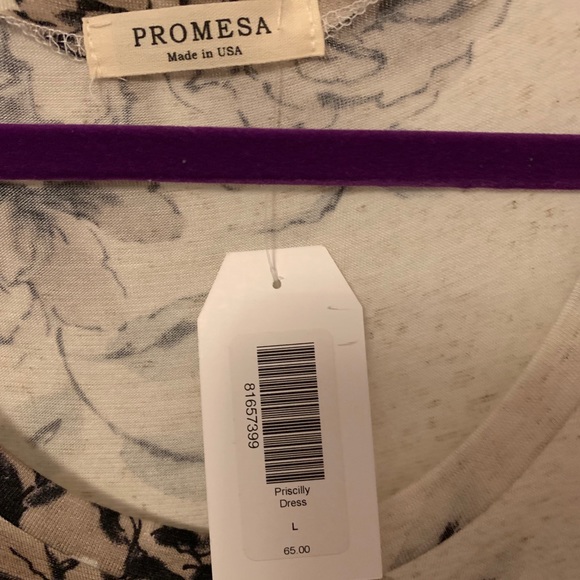 PROMESA
Made in USA
81657399
Priscilly
Dress
L
65.00